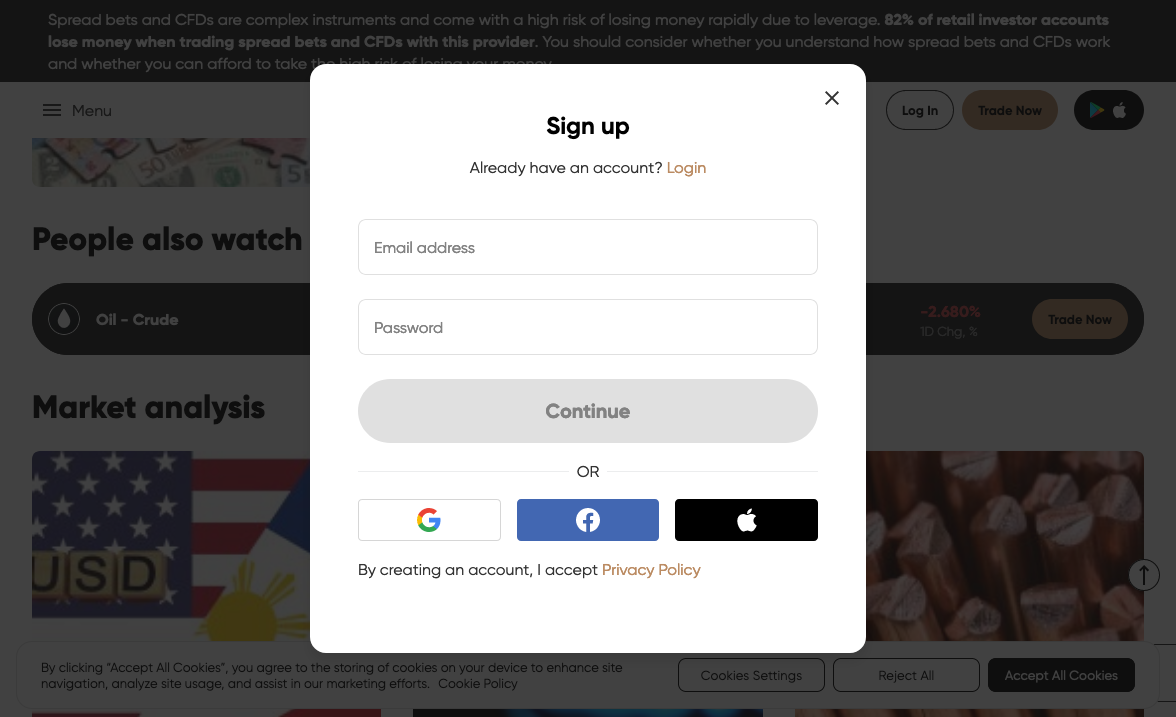 Spread bets and CFDs are complex instruments and come with a high risk of losing money rapidly due to leverage. 82% of retail investor accounts
lose money when trading spread bets and CFDs with this provider. You should consider whether you understand how spread bets and CFDs work
and whether you can afford to take the high risk of losing your money.
Menu
Log In
Trade Now
Sign up
Already have an account? Login
Email address
Password
Continue
OR
By creating an account, I accept Privacy Policy
50
5
People also watch
Oil - Crude
-2.680%
1D Chg, %
Trade Now
Market analysis
USD
By clicking “Accept All Cookies”, you agree to the storing of cookies on your device to enhance site
navigation, analyze site usage, and assist in our marketing efforts. Cookie Policy
Cookies Settings
Reject All
Accept All Cookies